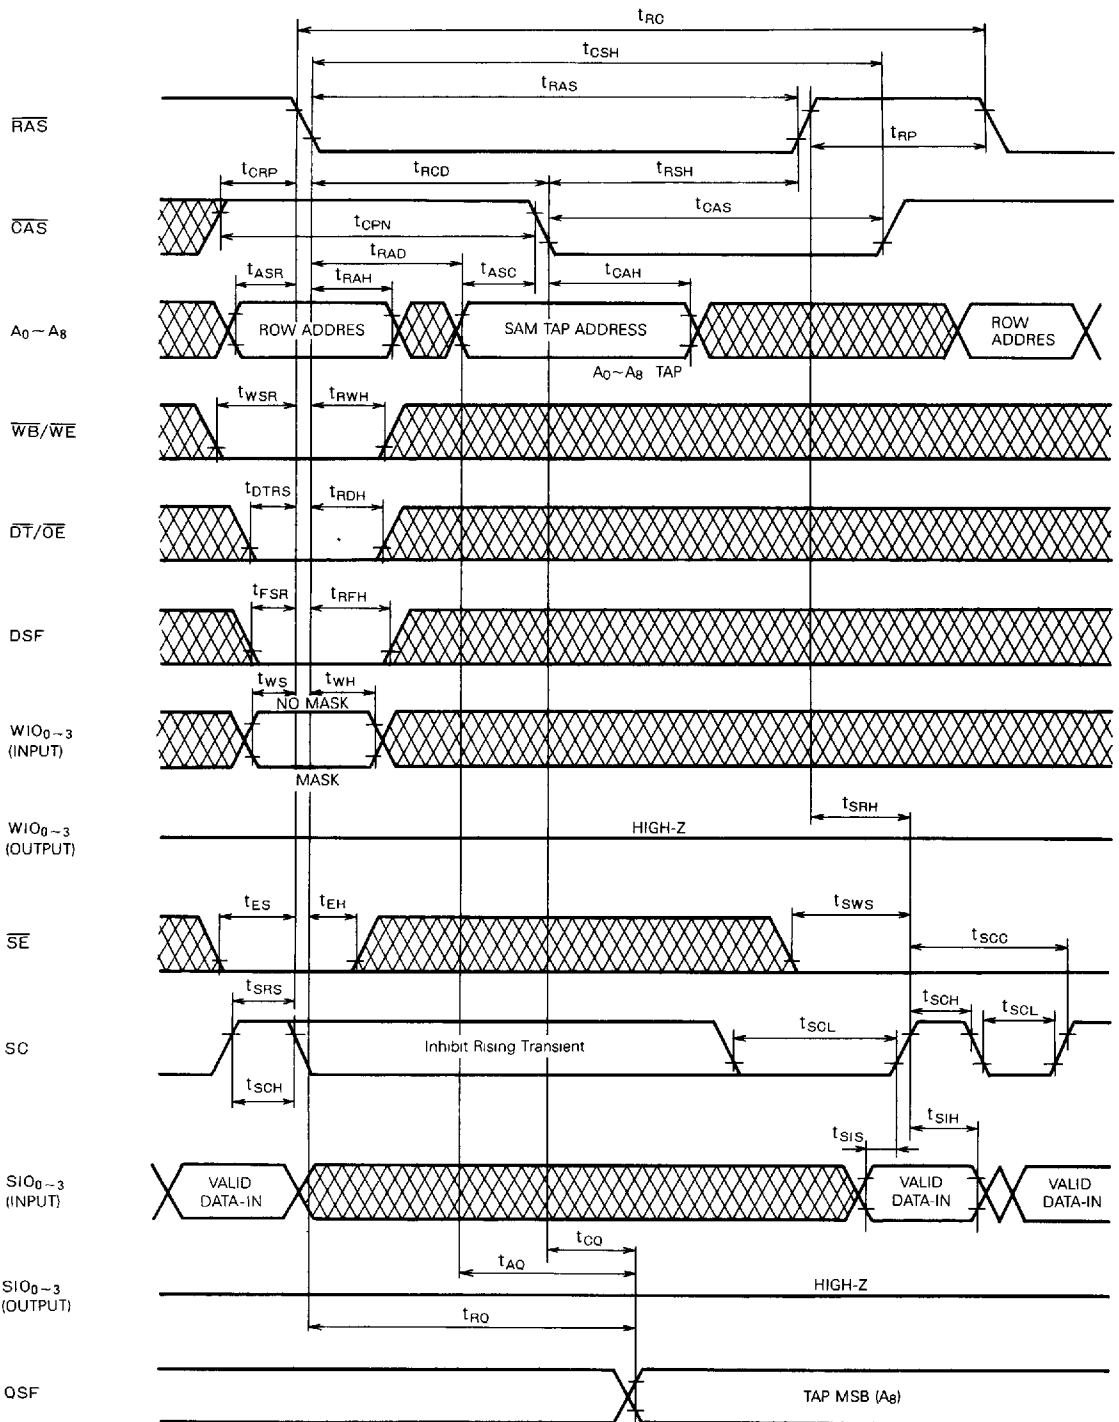 tRC
tCSH
tRAS
RAS
tRP
tCRP
tRCD
tRSH
CAS
tCPN
tCAS
tRAD
tASR
tRAH
tASC
tCAH
A0~A8
ROW ADDRES
SAM TAP ADDRESS
ROW
ADDRES
A0~A8 TAP
tWSR
tRWH
WB/WE
tDTRS
tRDH
DT/OE
tFSR
tRFH
DSF
tWS
tWH
NO MASK
WIO0~3
(INPUT)
MASK
tSRH
WIO0~3
(OUTPUT)
HIGH-Z
tES
tEH
tSWS
SE
tSCC
tSRS
tSCH
tSCL
tSCL
SC
Inhibit Rising Transient
tSCH
tSIS
tSIH
SIO0~3
(INPUT)
VALID
DATA-IN
VALID
DATA-IN
VALID
DATA-IN
tCQ
tAQ
SIO0~3
(OUTPUT)
HIGH-Z
tRQ
QSF
TAP MSB (A8)